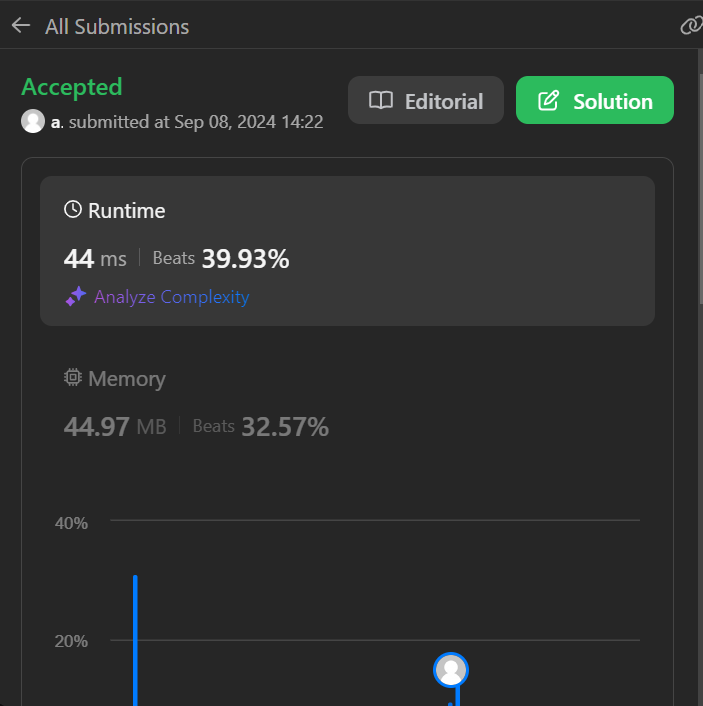 All Submissions
Accepted
Editorial
Solution
a. submitted at Sep 08, 2024 14:22
Runtime
44 ms Beats 39.93%
Analyze Complexity
Memory
44.97 MB Beats 32.57%
40%
20%